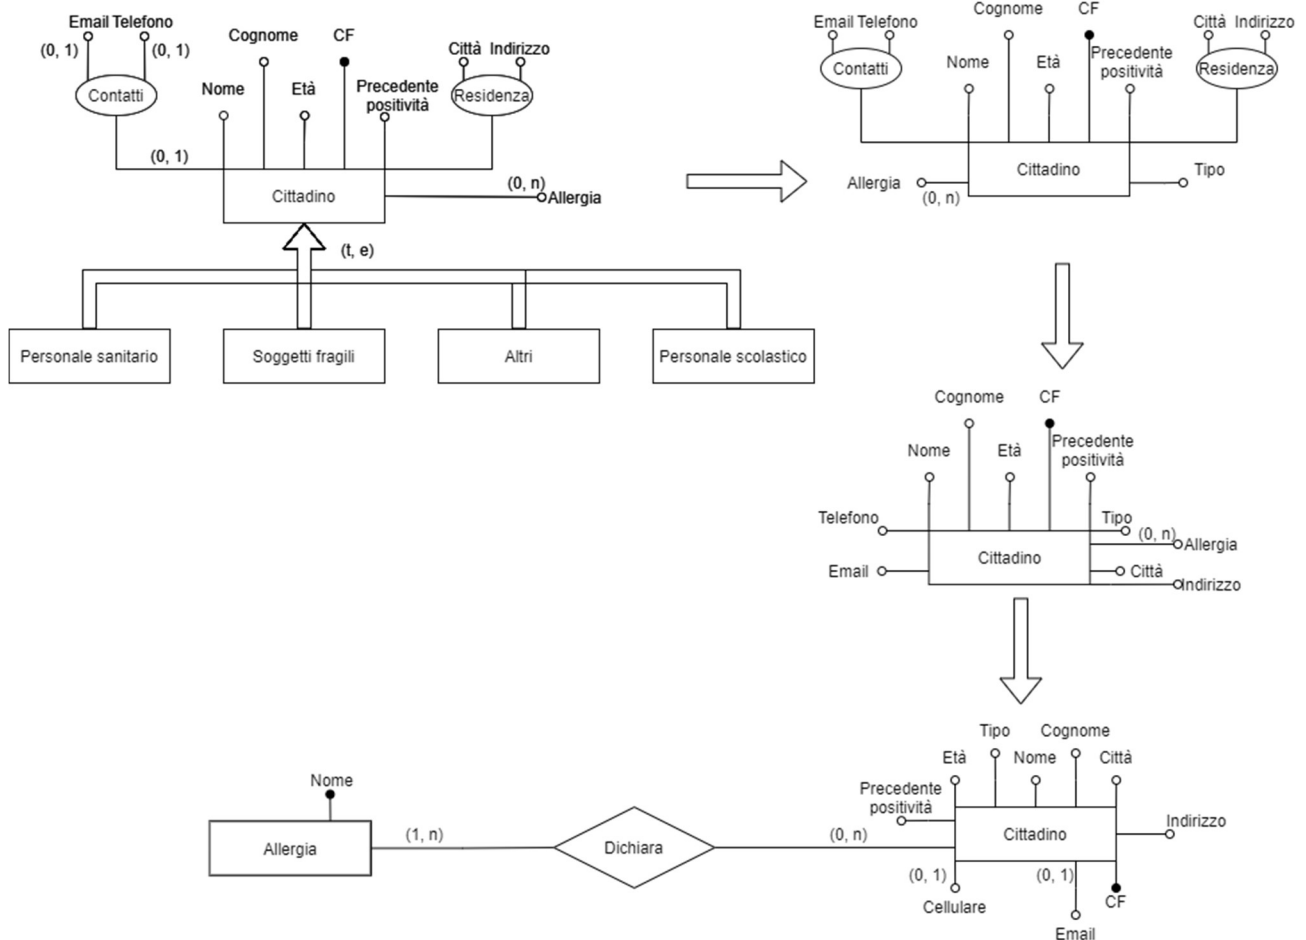 Email Telefono
(0, 1)
(0, 1)
Contatti
(0, 1)
Nome
Cognome
Età
CF
Precedente
positività
Città Indirizzo
Residenza
Cittadino
(0, n)
Allergia
(t, e)
Personale sanitario
Soggetti fragili
Altri
Personale scolastico
Email Telefono
Contatti
Nome
Cognome
Età
CF
Precedente
positività
Città Indirizzo
Residenza
Cittadino
Allergia
(0, n)
Tipo
Cognome
CF
Nome
Età
Precedente
positività
Telefono
Tipo
(0, n)
Allergia
Cittadino
Email
Città
Indirizzo
Tipo
Cognome
Età
Nome
Città
Precedente
positività
Indirizzo
Cittadino
Nome
Allergia
(1, n)
Dichiara
(0, n)
(0, 1)
Cellulare
(0, 1)
Email
CF